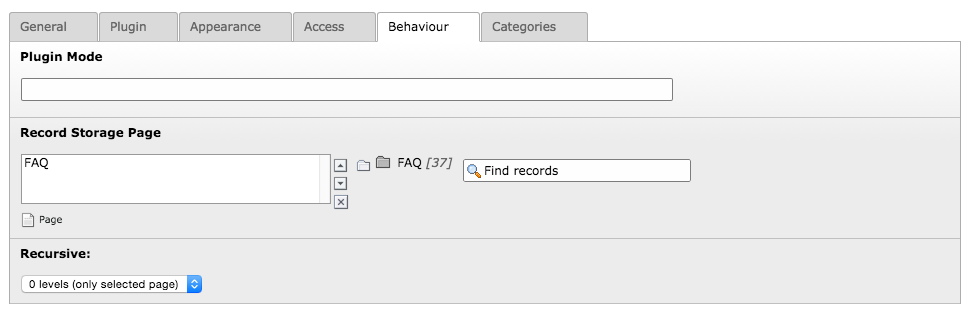 General Plugin Appearance Access Behaviour Categories
Plugin Mode
Record Storage Page
FAQ
FAQ [37]
Find records
Page
Recursive:
0 levels (only selected page)